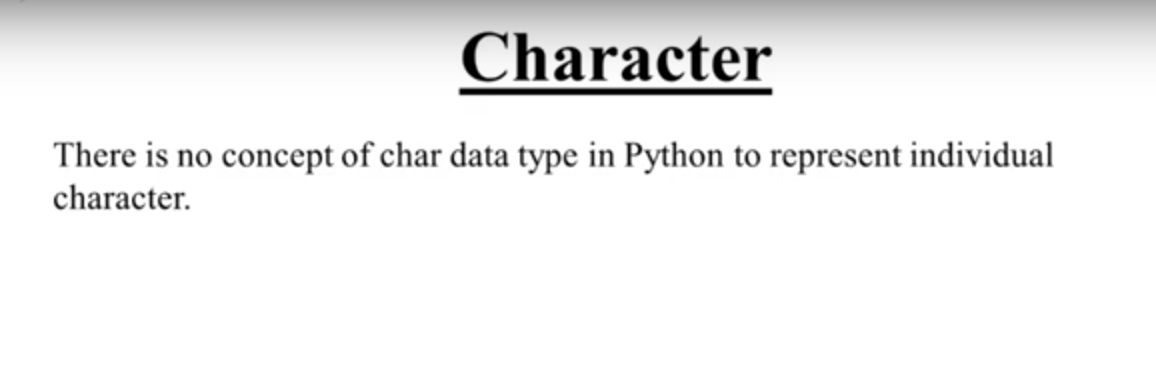 Character
There is no concept of char data type in Python to represent individual
character.